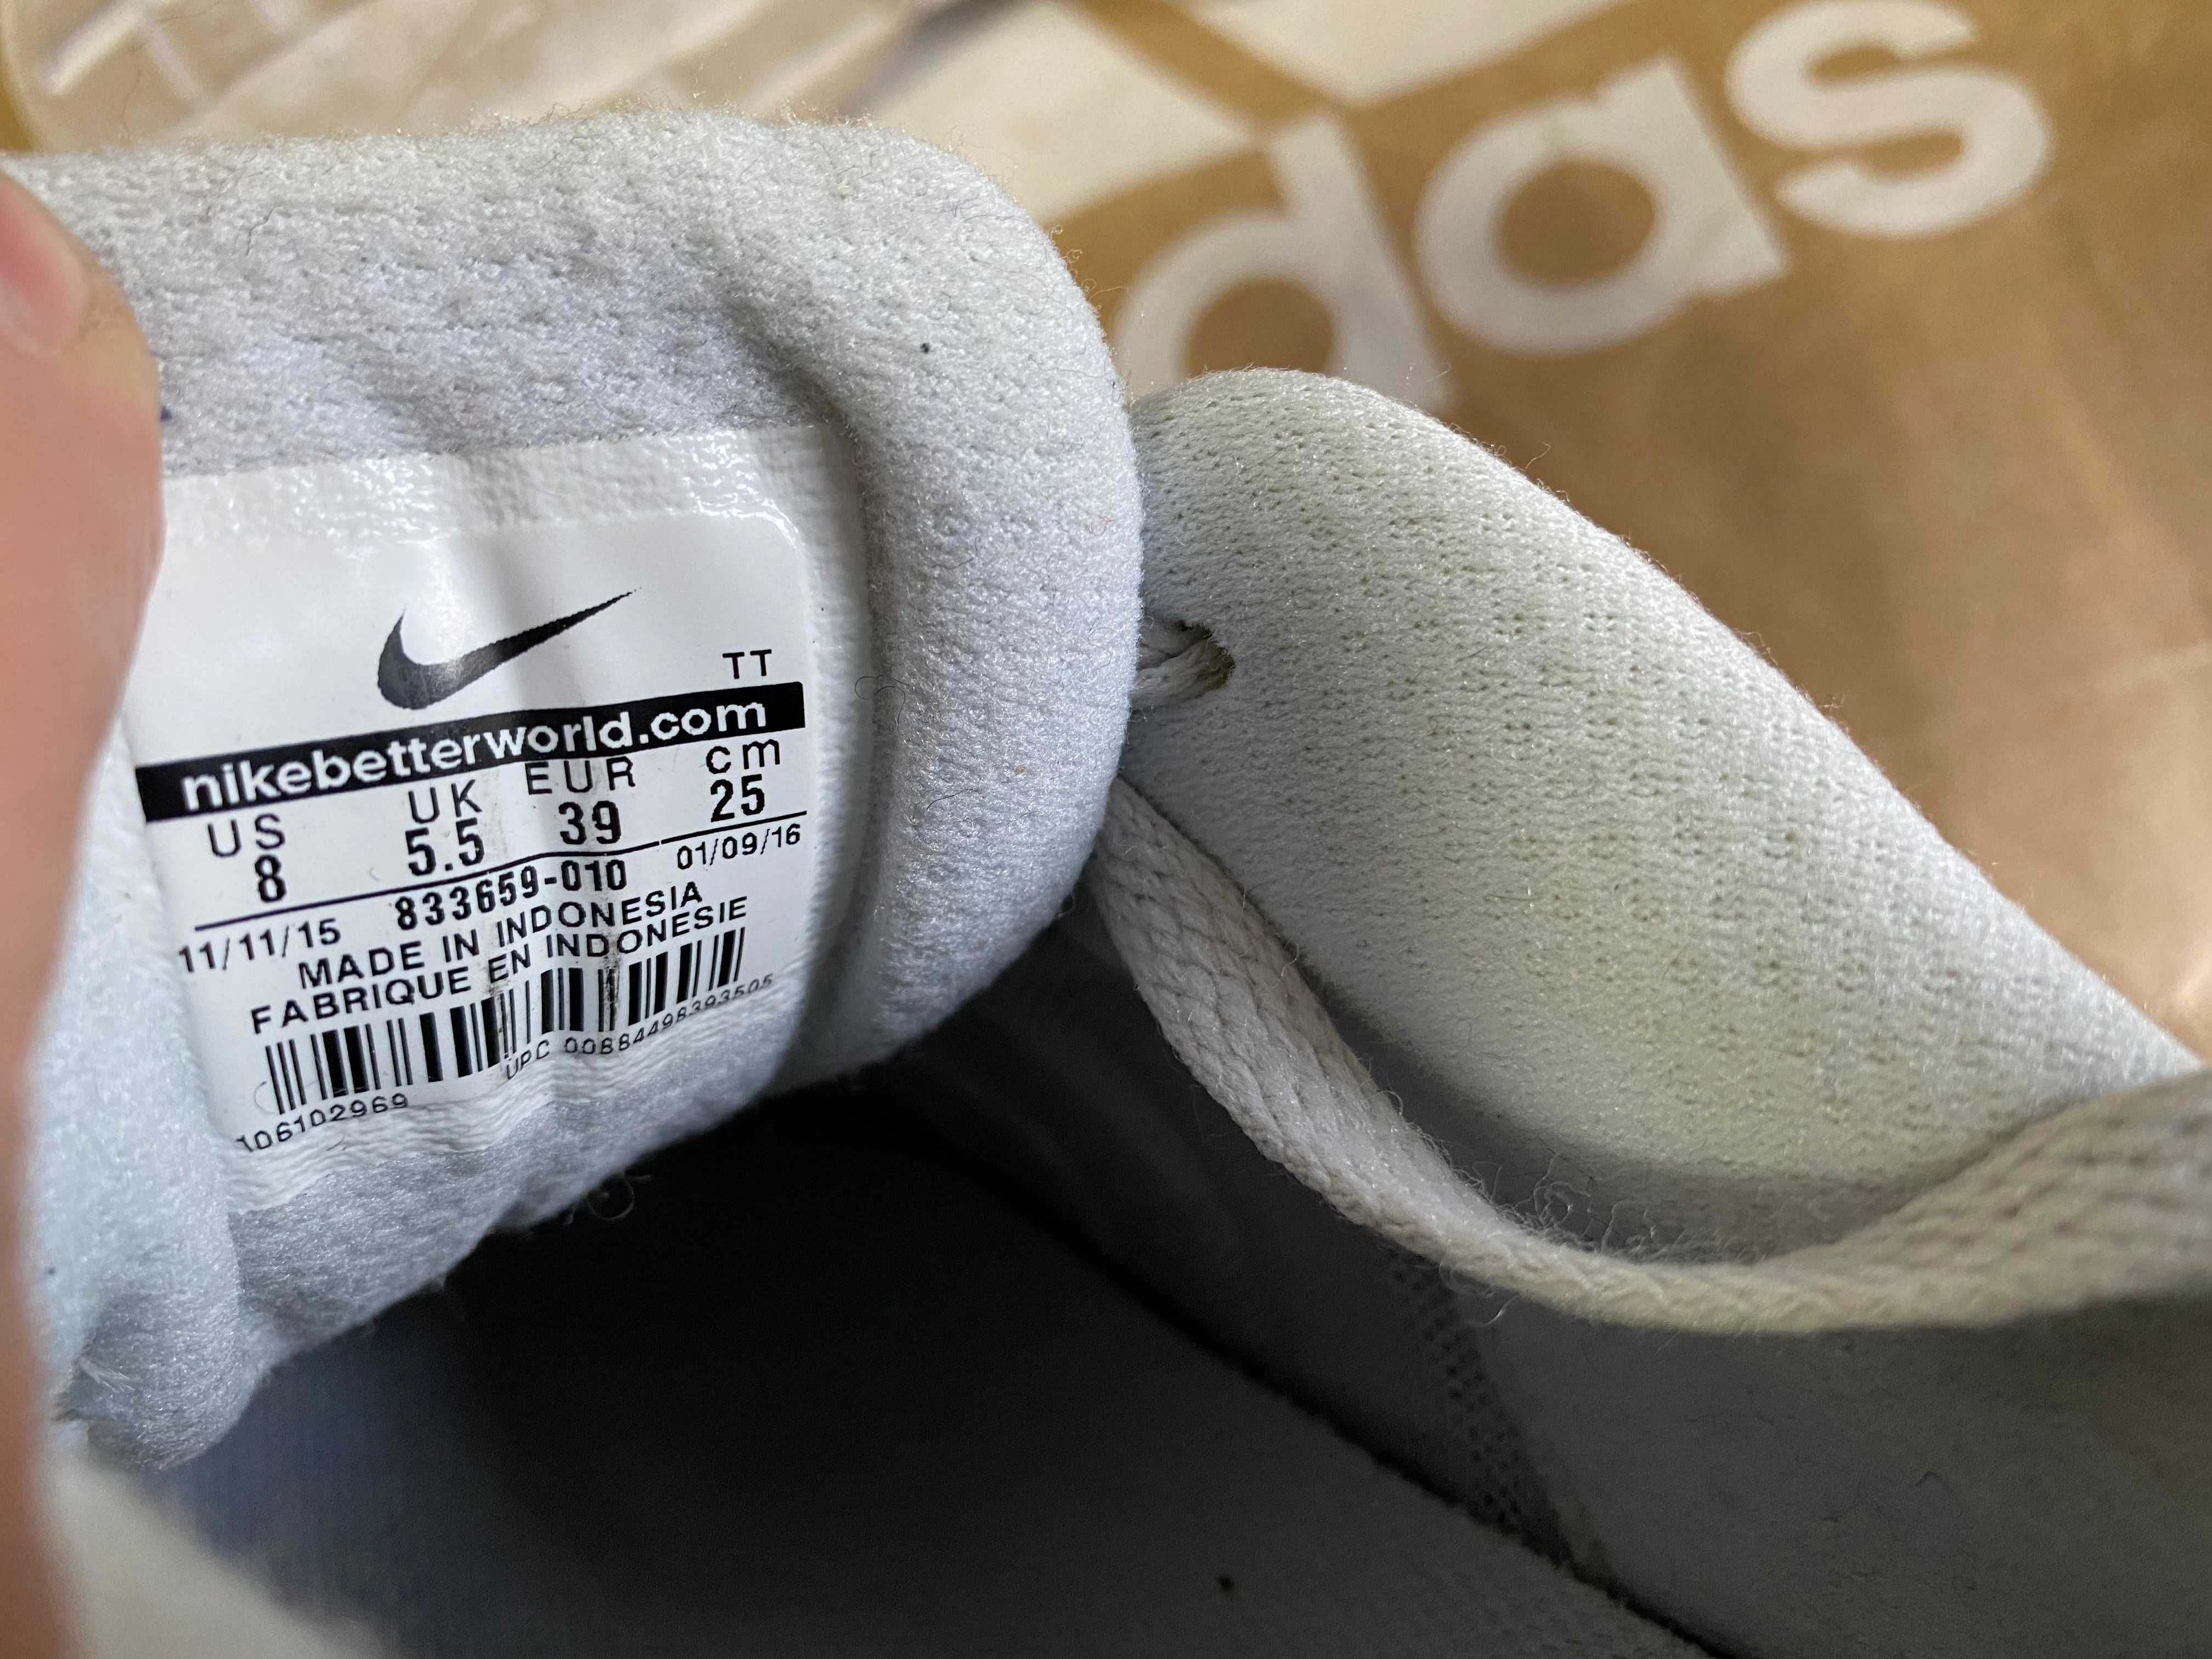 das
TT
nikebetterworld.com
US UK EUR cm
8 5.5 39 25
11/11/15 833659-010 01/09/16
MADE IN INDONESIA
FABRIQUE EN INDONESIE
UPC 00884498393505
106102969